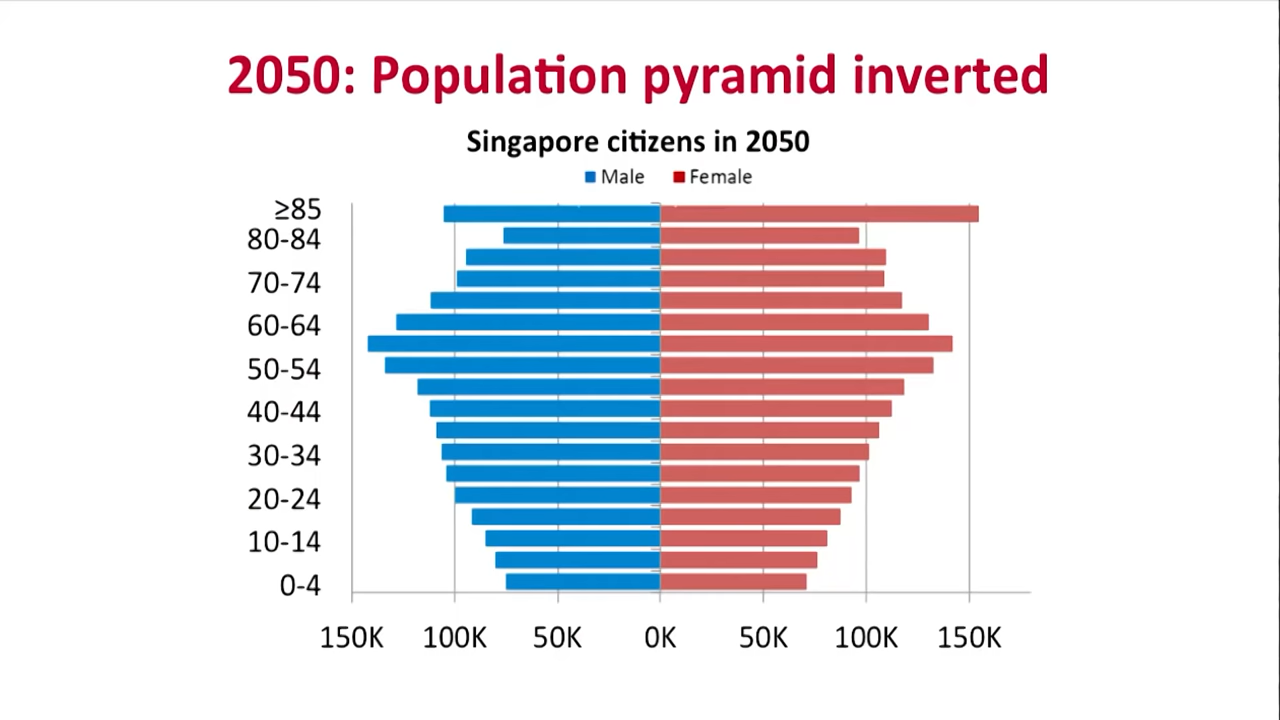 2050: Population pyramid inverted
Singapore citizens in 2050
Male Female
≥85
80-84
70-74
60-64
50-54
40-44
30-34
20-24
10-14
0-4
150K 100K 50K 0K 50K 100K 150K